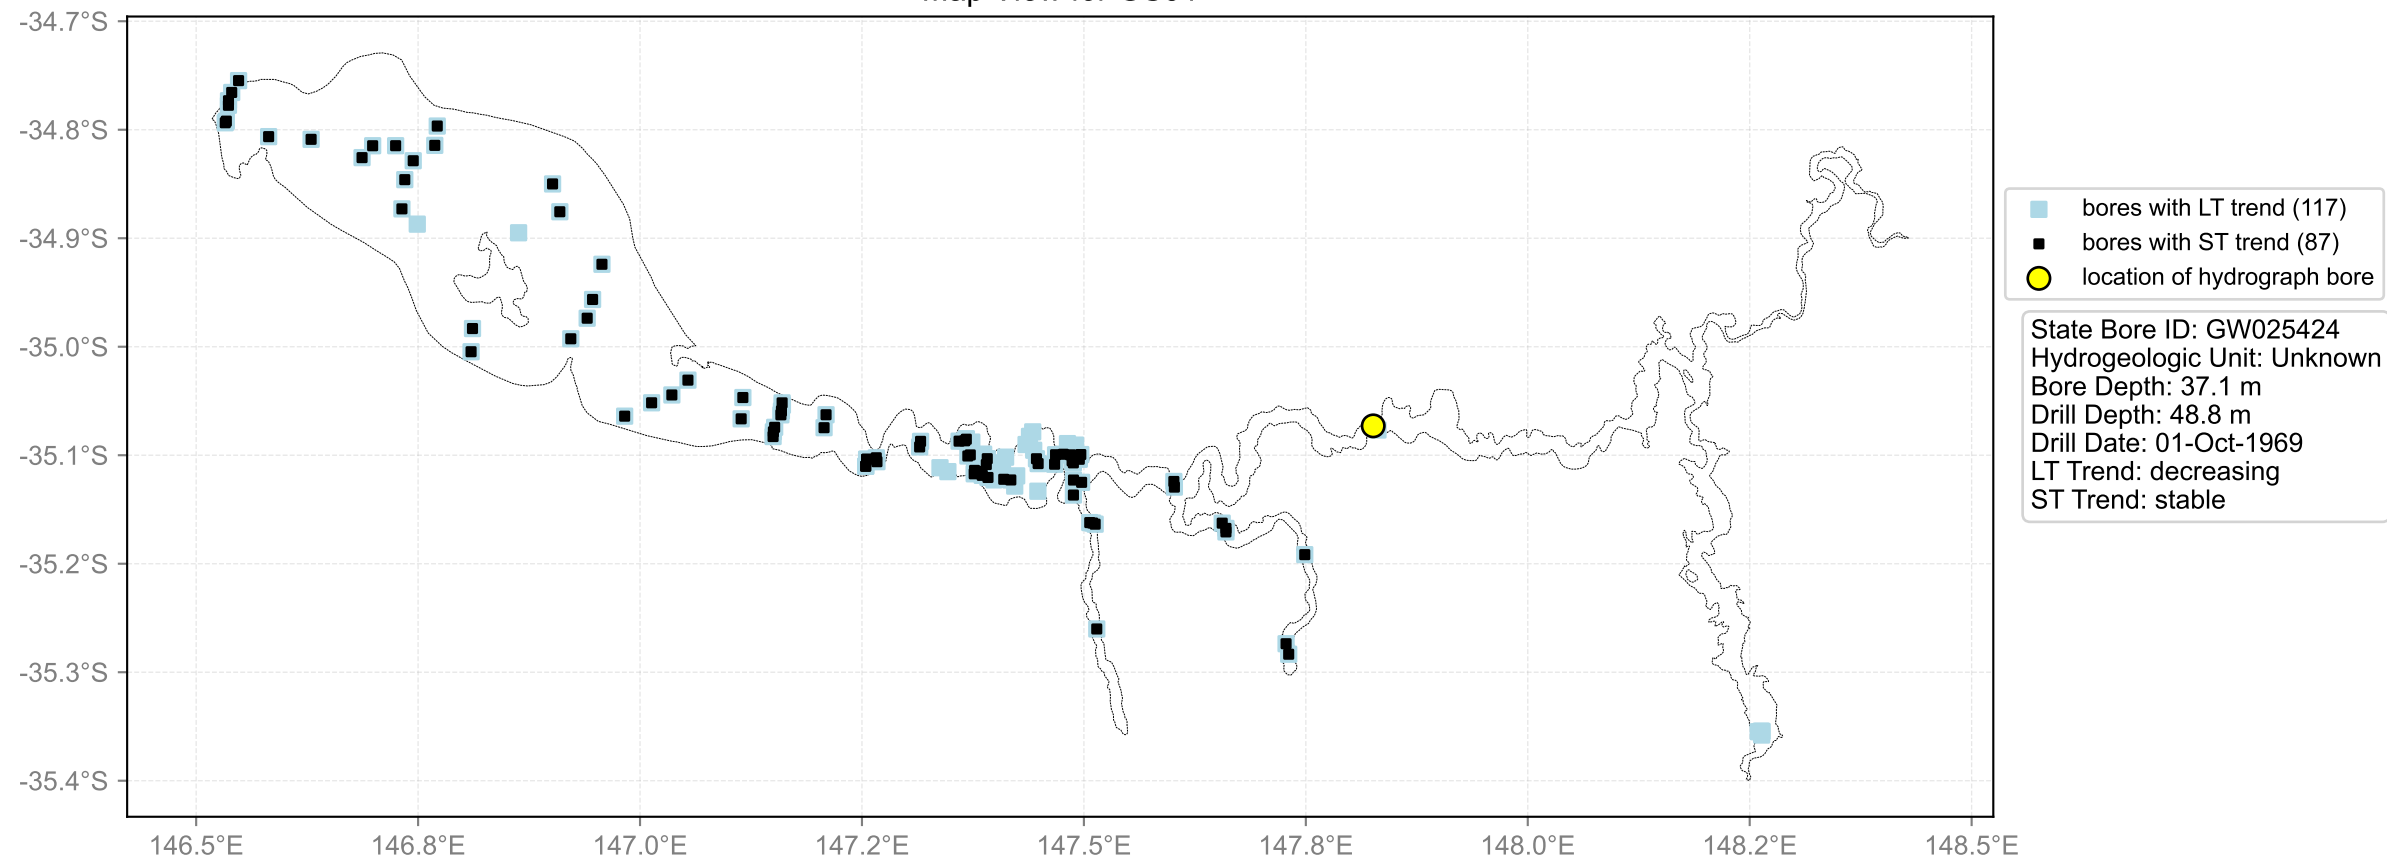 -34.7°S
-34.8°S
-34.9°S
-35.0°S
-35.1°S
-35.2°S
-35.3°S
-35.4°S
146.5°E
146.8°E
147.0°E
147.2°E
147.5°E
147.8°E
148.0°E
148.2°E
148.5°E
bores with LT trend (117)
bores with ST trend (87)
location of hydrograph bore
State Bore ID: GW025424
Hydrogeologic Unit: Unknown
Bore Depth: 37.1 m
Drill Depth: 48.8 m
Drill Date: 01-Oct-1969
LT Trend: decreasing
ST Trend: stable